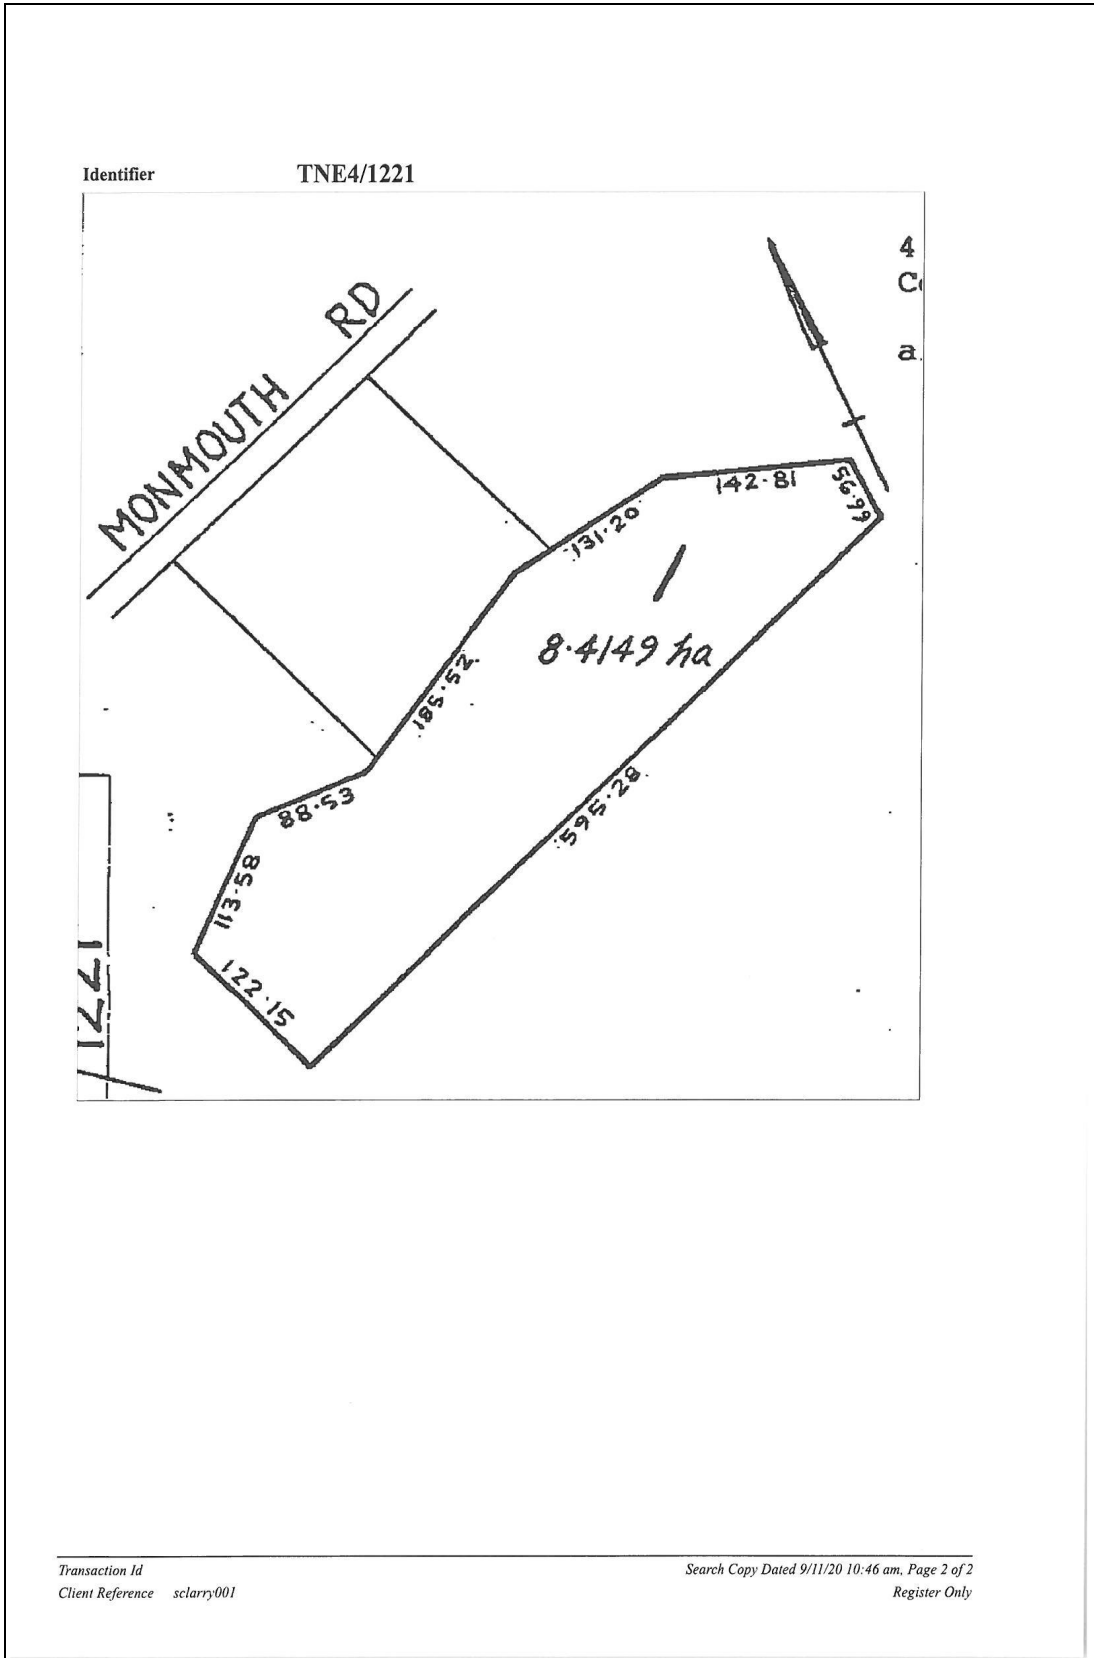 Identifier TNE4/1221
4
RD
a
MONMOUTH
142·81
56·99
131·20
1
8·4149 ha
185·52
595·28
88·53
113·58
122·15
1221
Transaction Id
Search Copy Dated 9/11/20 10:46 am, Page 2 of 2
Client Reference sclarry001
Register Only